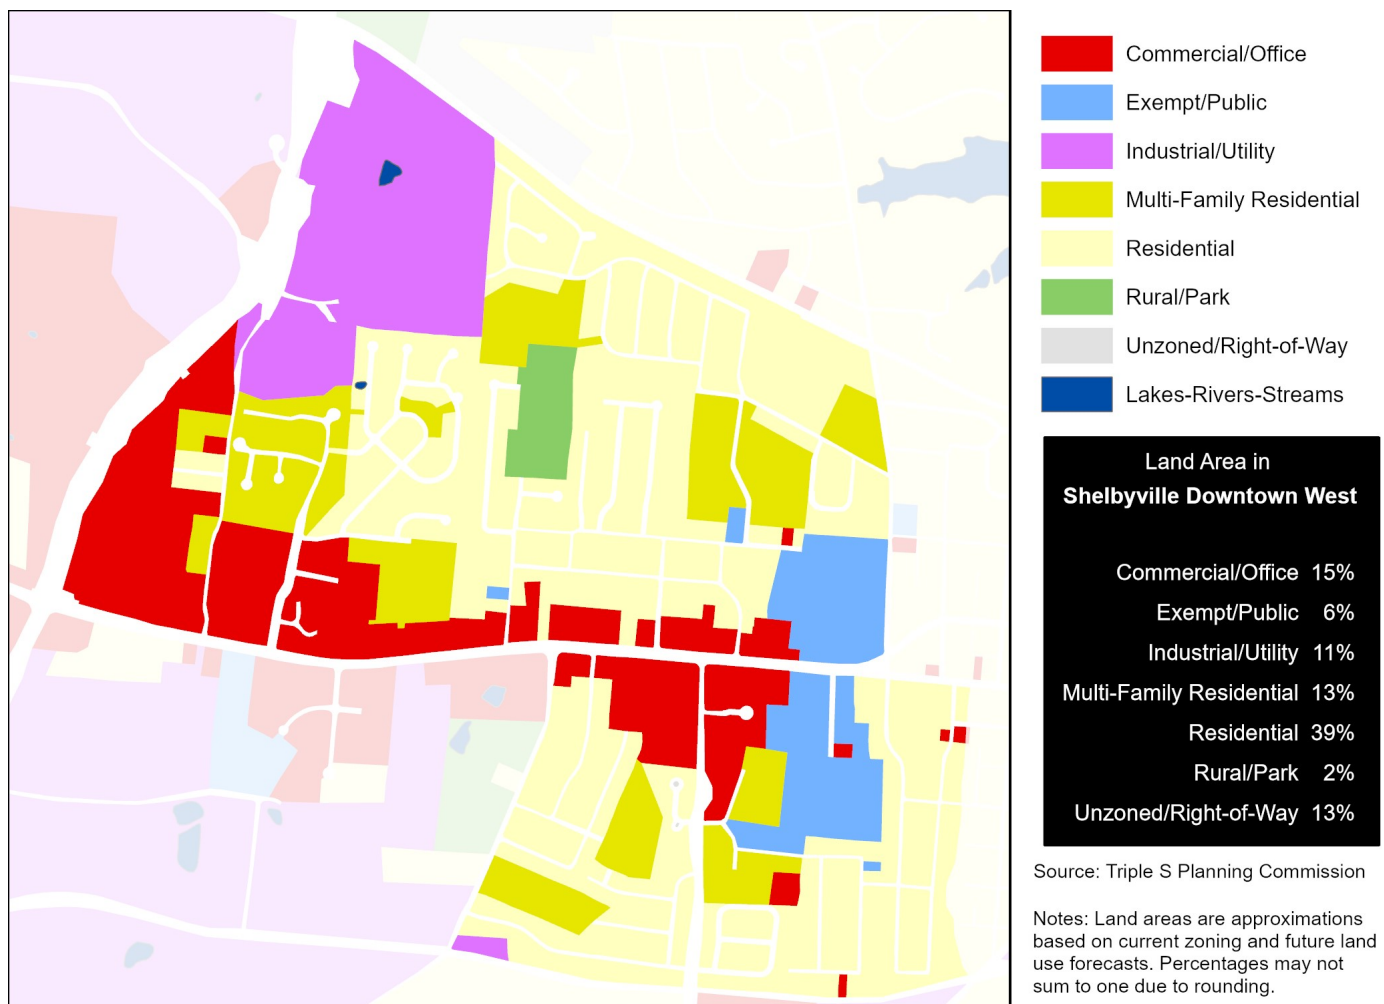 Commercial/Office
Exempt/Public
Industrial/Utility
Multi-Family Residential
Residential
Rural/Park
Unzoned/Right-of-Way
Lakes-Rivers-Streams
Land Area in
Shelbyville Downtown West
Commercial/Office 15%
Exempt/Public 6%
Industrial/Utility 11%
Multi-Family Residential 13%
Residential 39%
Rural/Park 2%
Unzoned/Right-of-Way 13%
Source: Triple S Planning Commission
Notes: Land areas are approximations
based on current zoning and future land
use forecasts. Percentages may not
sum to one due to rounding.